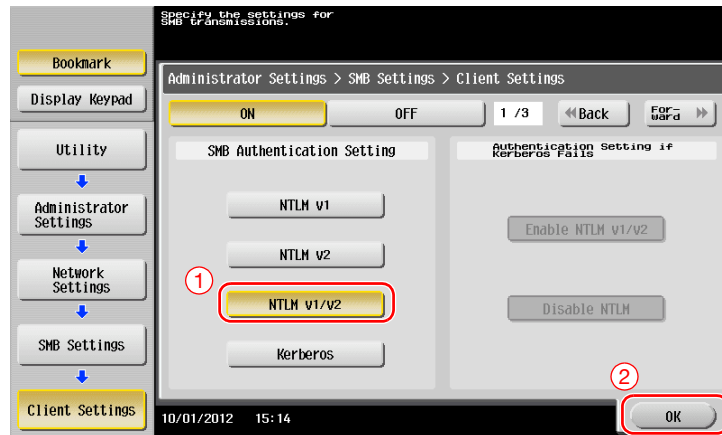 Specify the settings for
SMB transmissions.
Bookmark
Display Keypad
Utility
Administrator
Settings
Network
Settings
SMB Settings
Client Settings
Administrator Settings > SMB Settings > Client Settings
ON
OFF
1 /3
Back
For-
ward
SMB Authentication Setting
NTLM v1
NTLM v2
1
NTLM v1/v2
Kerberos
Authentication Setting if
Kerberos Fails
Enable NTLM v1/v2
Disable NTLM
2
10/01/2012 15:14
OK